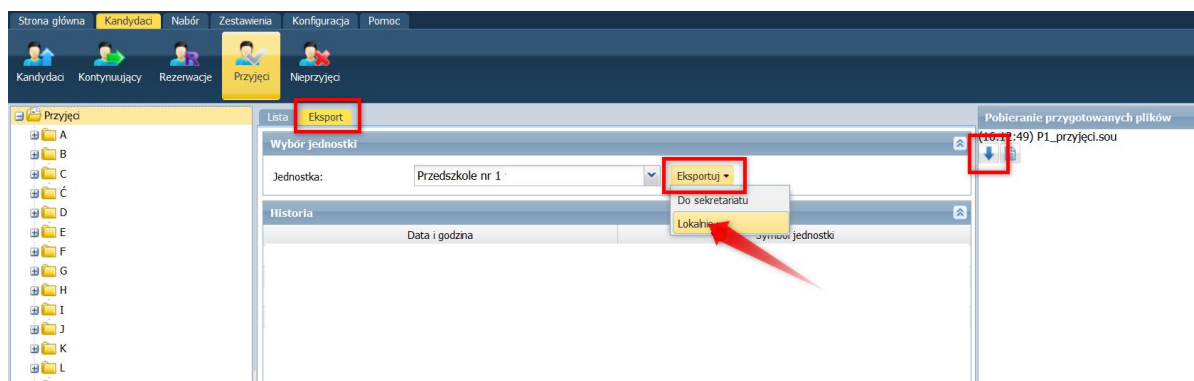 Strona główna Kandydaci Nabór Zestawienia Konfiguracja Pomoc
Kandydaci Kontynuujący Rezerwacje Przyjęci Nieprzyjęci
Przyjęci
A
B
C
Ć
D
E
F
G
H
I
J
K
L
Lista Eksport
Wybór jednostki
Jednostka: Przedszkole nr 1 Eksportuj
Do sekretariatu
Lokalnie
Historia
Data i godzina Symbol jednostki
Pobieranie przygotowanych plików
(16:12:49) P1_przyjęci.sou